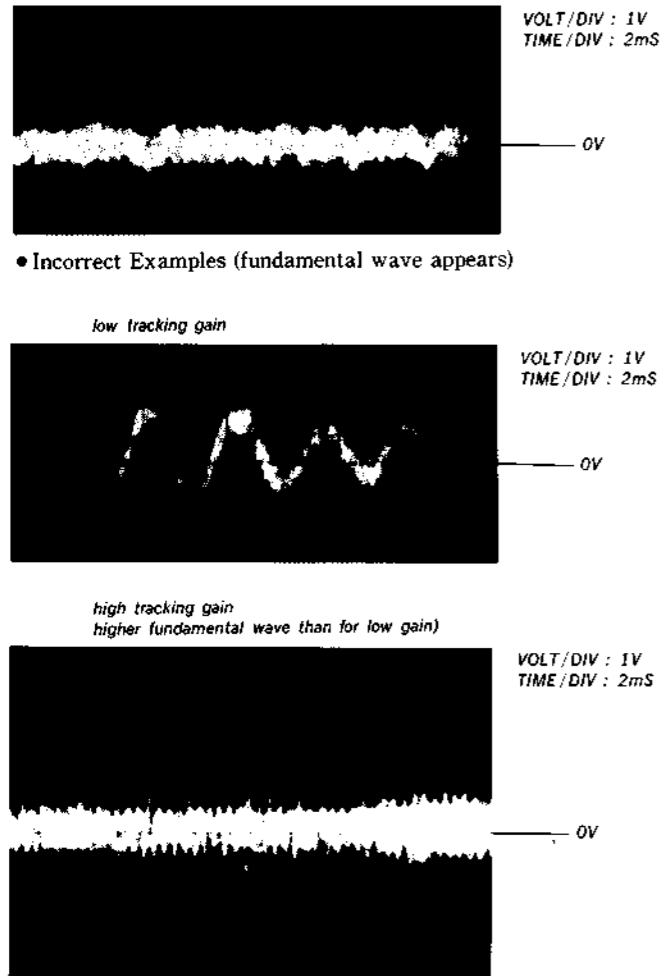 VOLT/DIV : 1V
TIME/DIV : 2mS
0V
• Incorrect Examples (fundamental wave appears)
low tracking gain
VOLT/DIV : 1V
TIME/DIV : 2mS
0V
high tracking gain
higher fundamental wave than for low gain)
VOLT/DIV : 1V
TIME/DIV : 2mS
0V